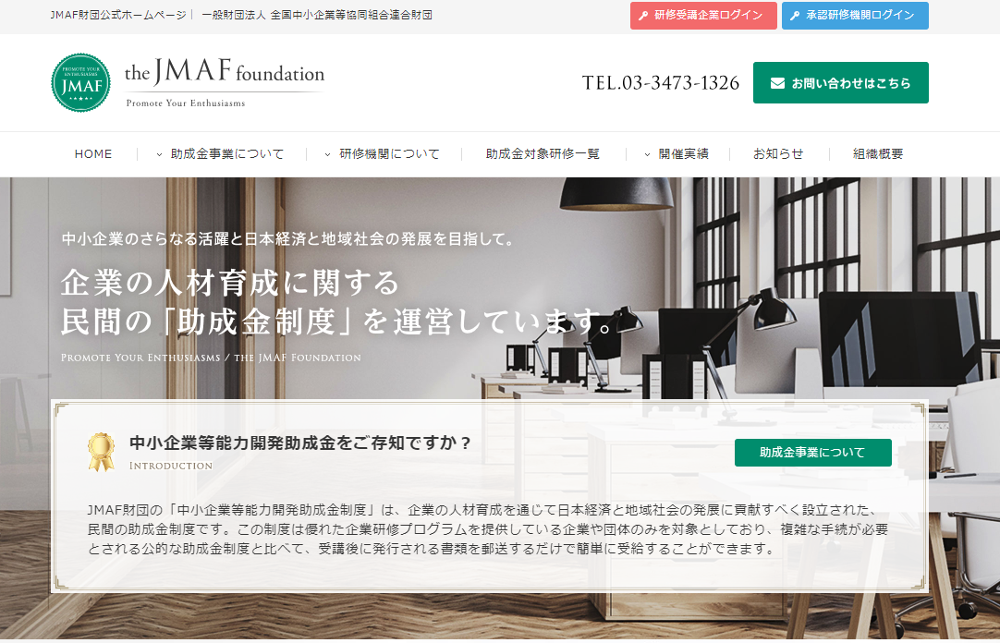 JMAF財団公式ホームページ｜ 一般財団法人 全国中小企業等協同組合連合財団
研修受講企業ログイン
承認研修機関ログイン
PROMOTE YOUR
ENTHUSIASMS
JMAF
the JMAF foundation
Promote Your Enthusiasms
TEL.03-3473-1326
お問い合わせはこちら
HOME
助成金事業について
研修機関について
助成金対象研修一覧
開催実績
お知らせ
組織概要
中小企業のさらなる活躍と日本経済と地域社会の発展を目指して。
企業の人材育成に関する
民間の「助成金制度」を運営しています。
PROMOTE YOUR ENTHUSIASMS / THE JMAF FOUNDATION
中小企業等能力開発助成金をご存知ですか？
INTRODUCTION
助成金事業について
JMAF財団の「中小企業等能力開発助成金制度」は、企業の人材育成を通じて日本経済と地域社会の発展に貢献すべく設立された、
民間の助成金制度です。この制度は優れた企業研修プログラムを提供している企業や団体のみを対象としており、複雑な手続が必要
とされる公的な助成金制度と比べて、受講後に発行される書類を郵送するだけで簡単に受給することができます。